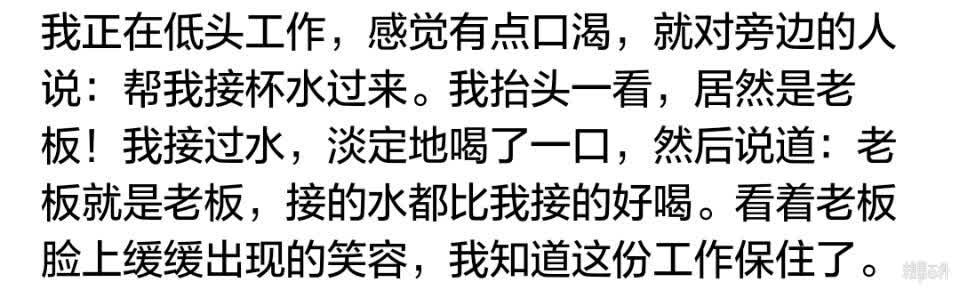 我正在低头工作，感觉有点口渴，就对旁边的人
说：帮我接杯水过来。我抬头一看，居然是老
板！我接过水，淡定地喝了一口，然后说道：老
板就是老板，接的水都比我接的好喝。看着老板
脸上缓缓出现的笑容，我知道这份工作保住了。